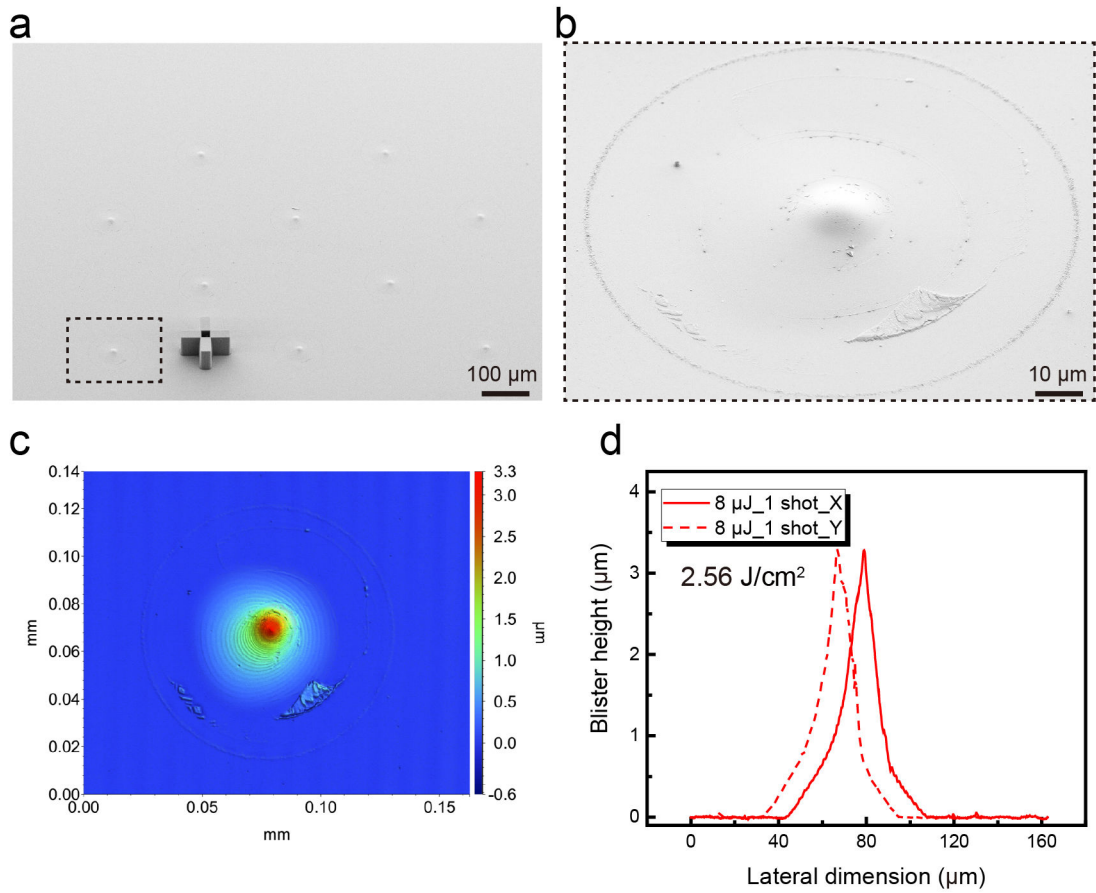 a
100 μm
b
10 μm
c
0.14
0.12
0.10
0.08
0.06
0.04
0.02
0.00
mm
0.00
0.05
0.10
0.15
mm
3.3
3.0
2.5
2.0
1.5
1.0
0.5
0.0
-0.6
μm
d
8 μJ_1 shot_X
8 μJ_1 shot_Y
2.56 J/cm²
Blister height (μm)
4
3
2
1
0
0
40
80
120
160
Lateral dimension (μm)